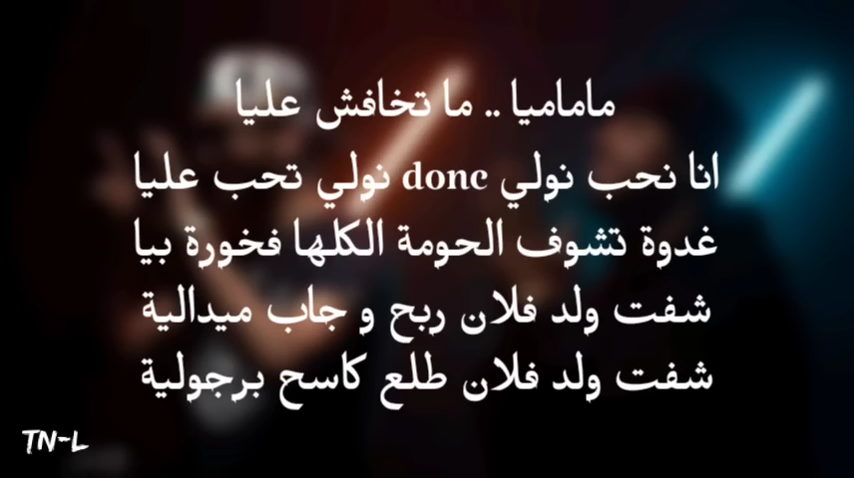 ماماميا .. ما تخافش عليا
انا نحب نولي donc نولي تحب عليا
غدوة تشوف الحومة الكلها فخورة بيا
شفت ولد فلان ربح و جاب ميدالية
شفت ولد فلان طلع كاسح برجولية
TN-L